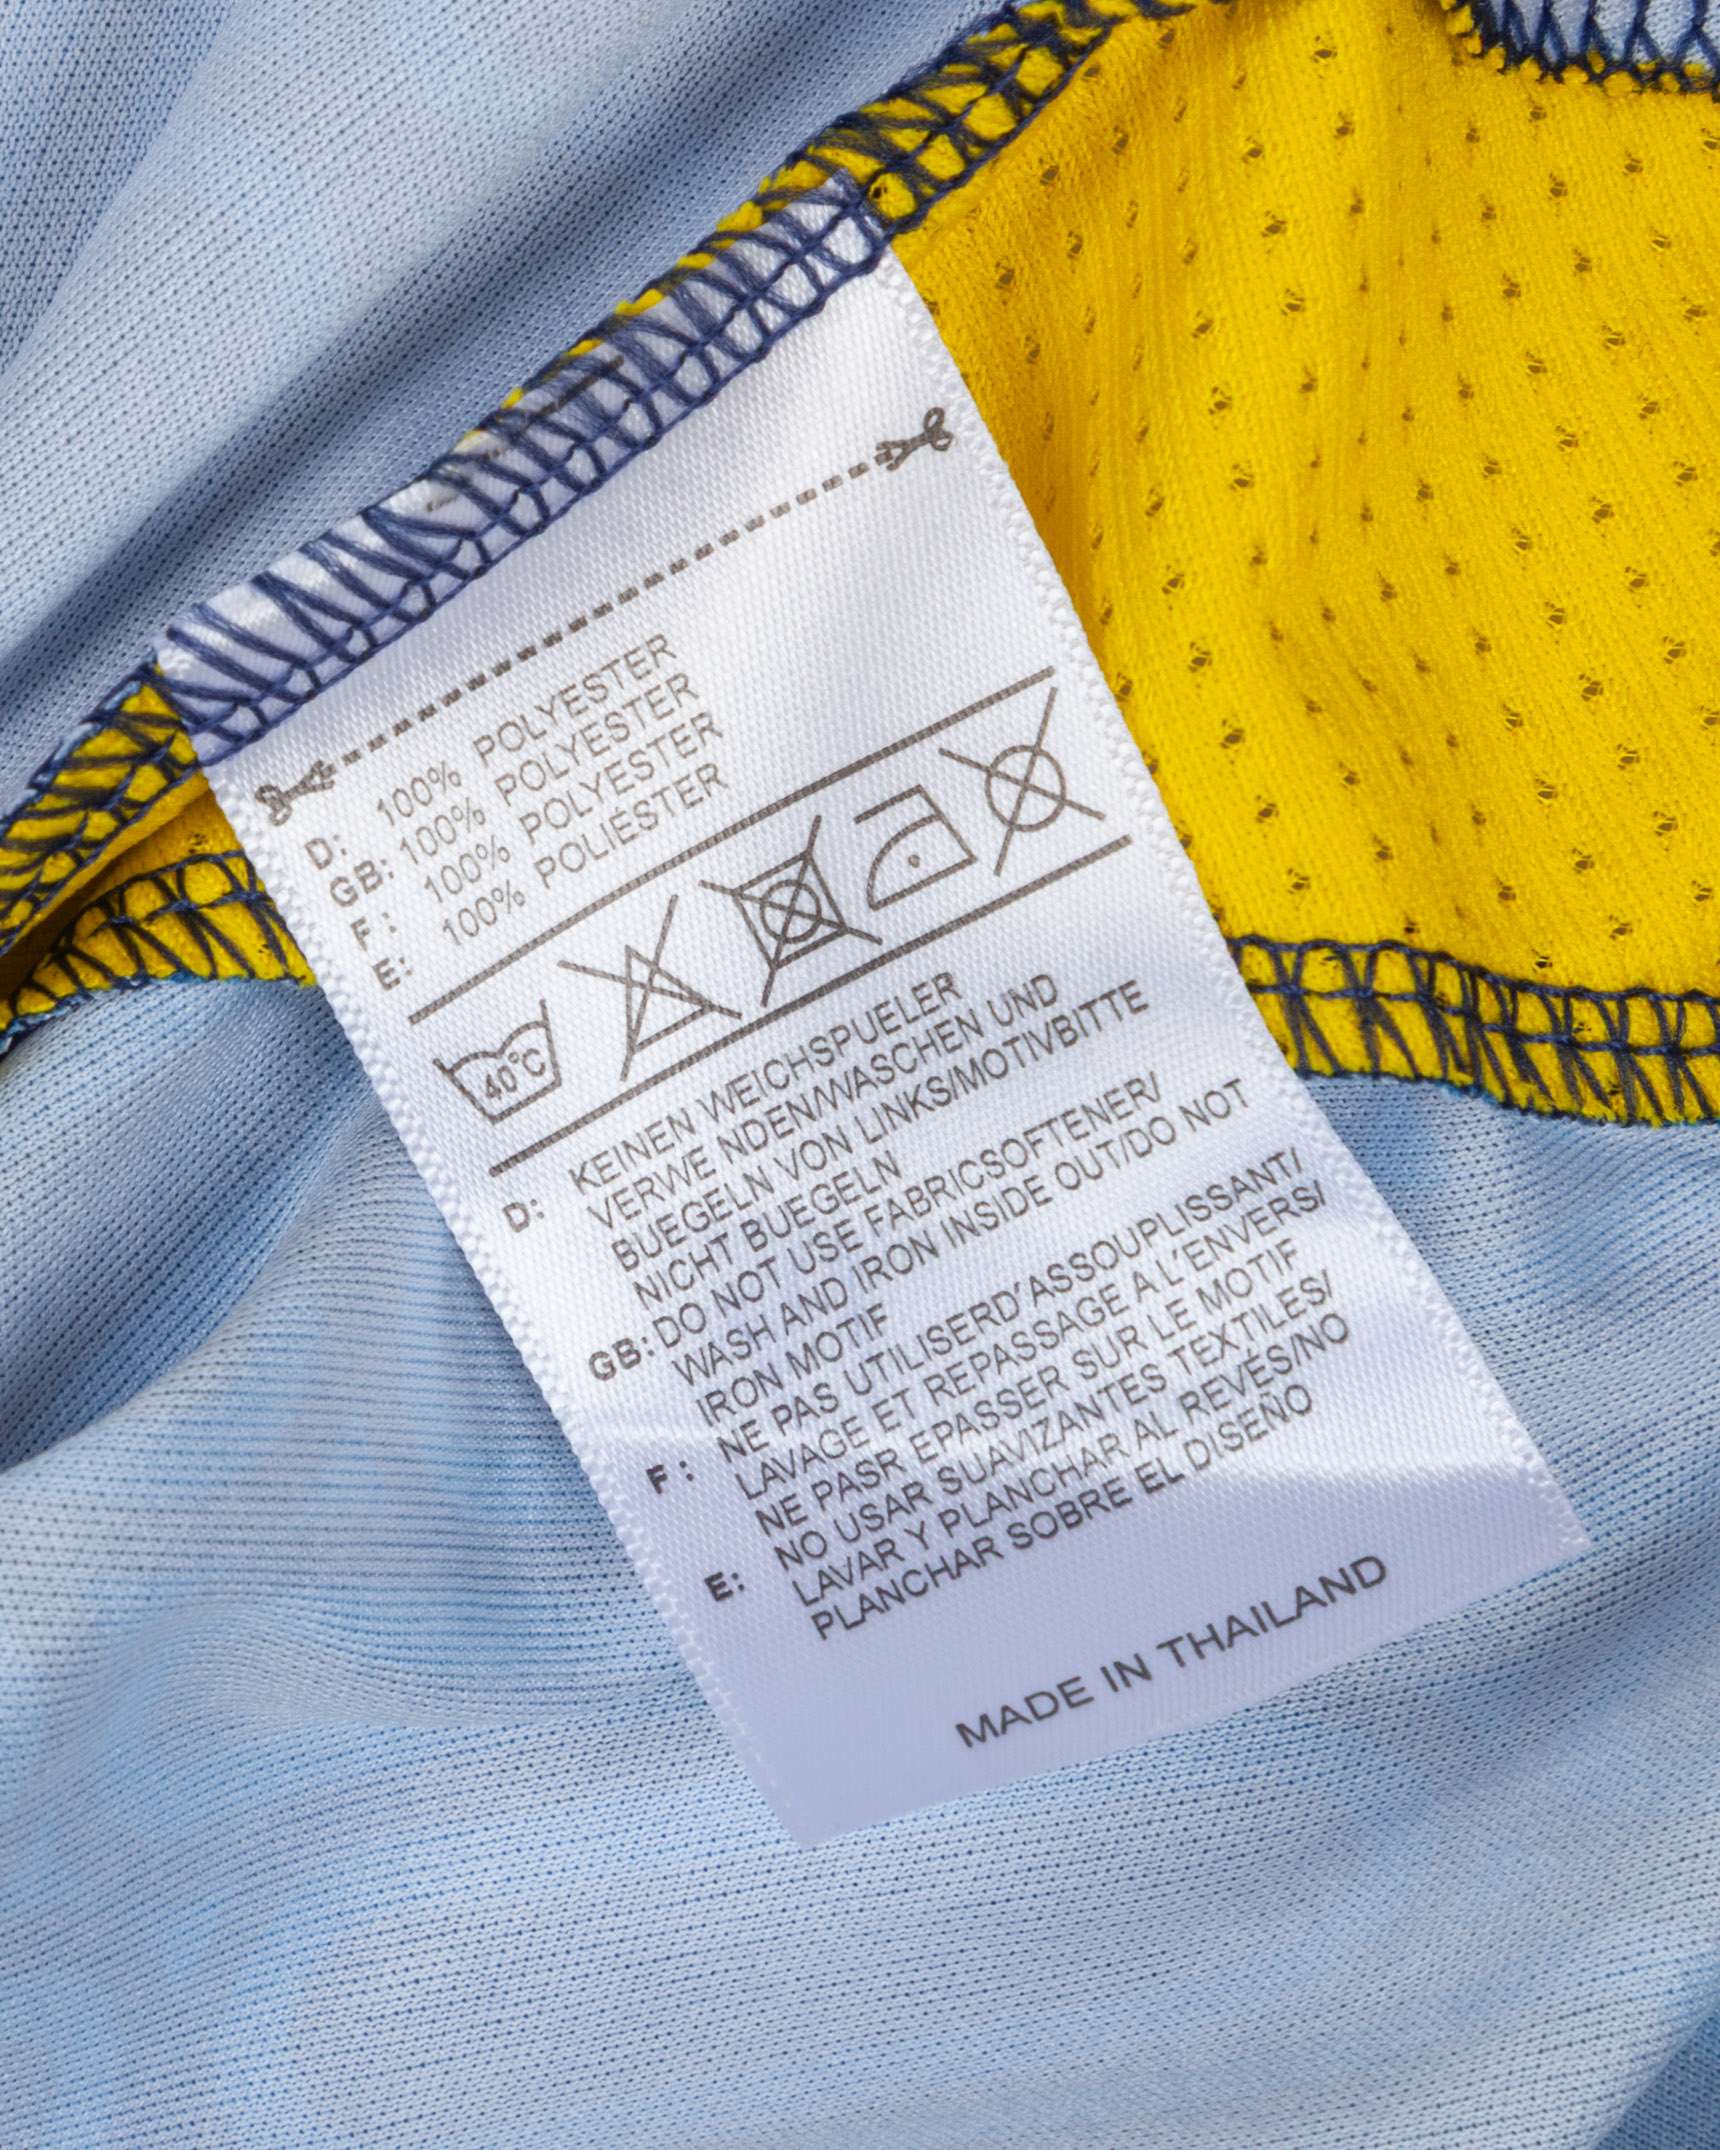 D: 100% POLYESTER
GB: 100% POLYESTER
F: 100% POLYESTER
E: 100% POLIÉSTER
40°C
D: KEINEN WEICHSPUELER
VERWE NDEN/WASCHEN UND
BUEGELN VON LINKS/MOTIVBITTE
NICHT BUEGELN
GB: DO NOT USE FABRICSOFTENER/
WASH AND IRON INSIDE OUT/DO NOT
IRON MOTIF
F: NE PAS UTILISERD'ASSOUPLISSANT/
LAVAGE ET REPASSAGE A L'ENVERS/
NE PASR EPASSER SUR LE MOTIF
E: NO USAR SUAVIZANTES TEXTILES/
LAVAR Y PLANCHAR AL REVÉS/NO
PLANCHAR SOBRE EL DISEÑO
MADE IN THAILAND